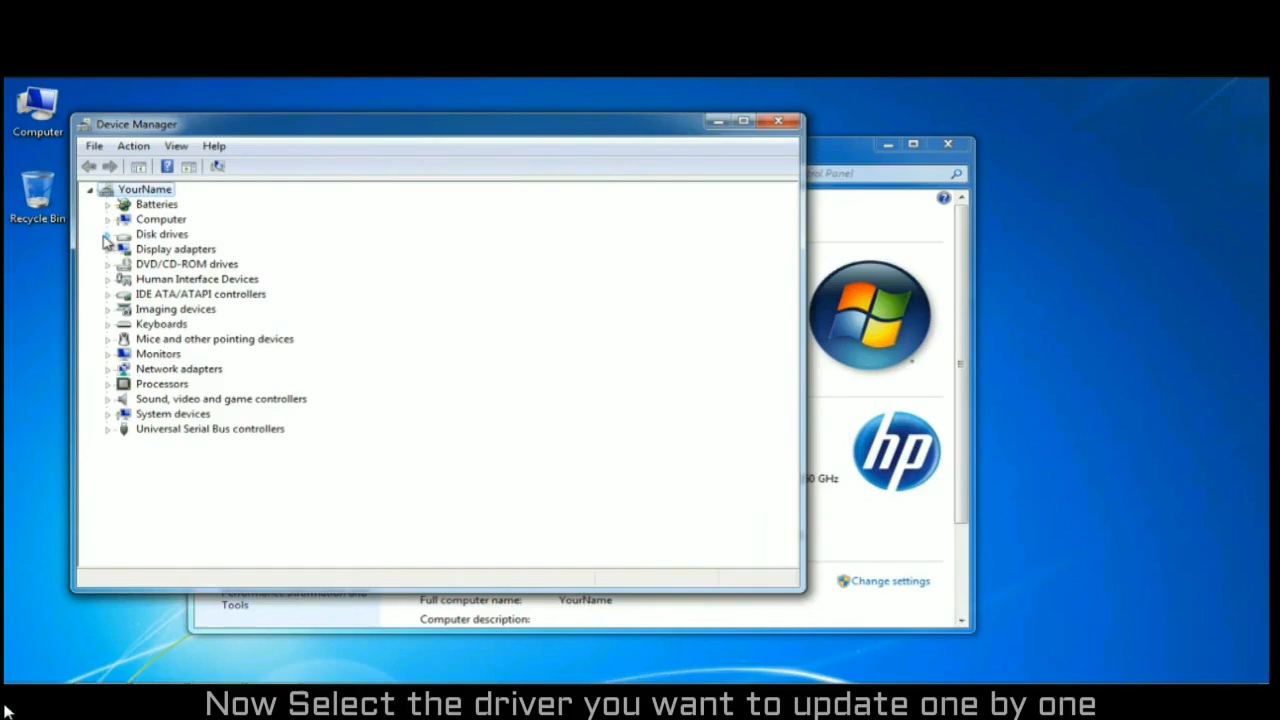 Computer
Recycle Bin
Device Manager
File Action View Help
YourName
Batteries
Computer
Disk drives
Display adapters
DVD/CD-ROM drives
Human Interface Devices
IDE ATA/ATAPI controllers
Imaging devices
Keyboards
Mice and other pointing devices
Monitors
Network adapters
Processors
Sound, video and game controllers
System devices
Universal Serial Bus controllers
trol Panel
hp
GHz
Change settings
Tools
Full computer name: YourName
Computer description:
Now Select the driver you want to update one by one